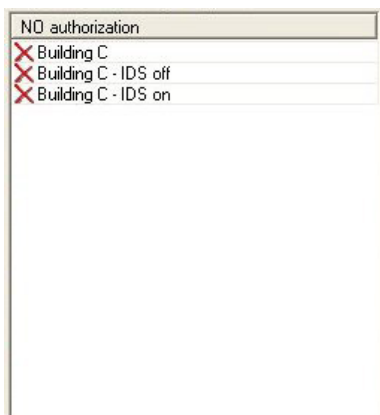 NO authorization
Building C
Building C - IDS off
Building C - IDS on